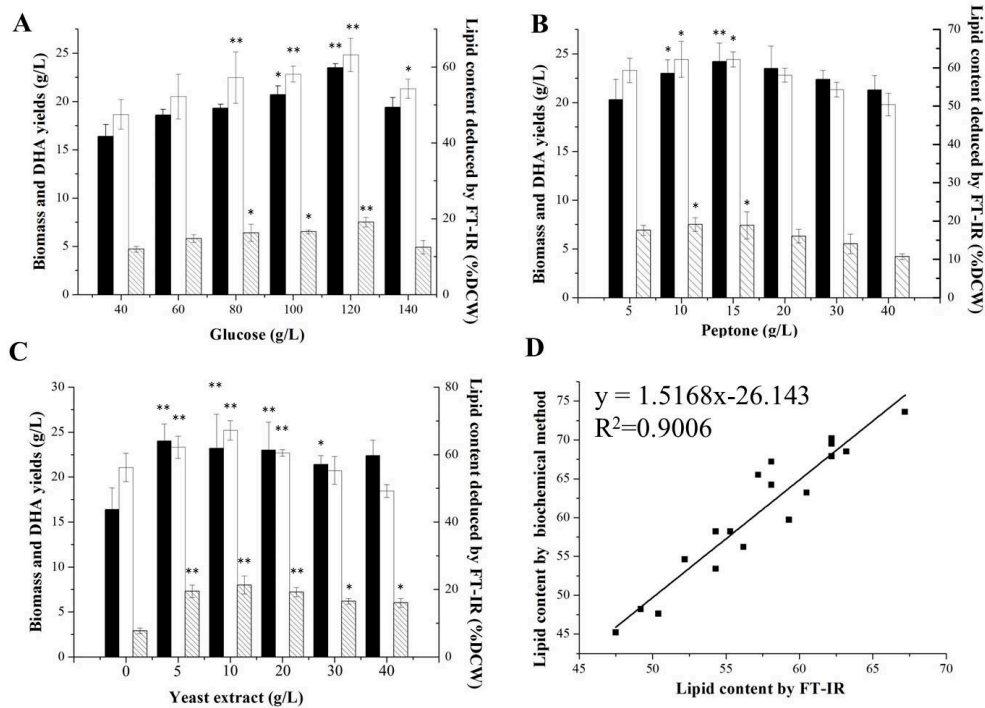 A
Biomass and DHA yields (g/L)
25
20
15
10
5
0
** ** ** * ** * * * **
40 60 80 100 120 140
Glucose (g/L)
60
40
20
0
Lipid content deduced by FT-IR (%DCW)
B
Biomass and DHA yields (g/L)
25
20
15
10
5
0
* * ** * * *
5 10 15 20 30 40
Peptone (g/L)
70
60
50
40
30
20
10
0
Lipid content deduced by FT-IR (%DCW)
C
Biomass and DHA yields (g/L)
30
25
20
15
10
5
0
** ** ** ** ** ** * ** ** ** * *
0 5 10 20 30 40
Yeast extract (g/L)
80
60
40
20
0
Lipid content deduced by FT-IR (%DCW)
D
y = 1.5168x-26.143
R²=0.9006
Lipid content by biochemical method
75
70
65
60
55
50
45
45 50 55 60 65 70
Lipid content by FT-IR